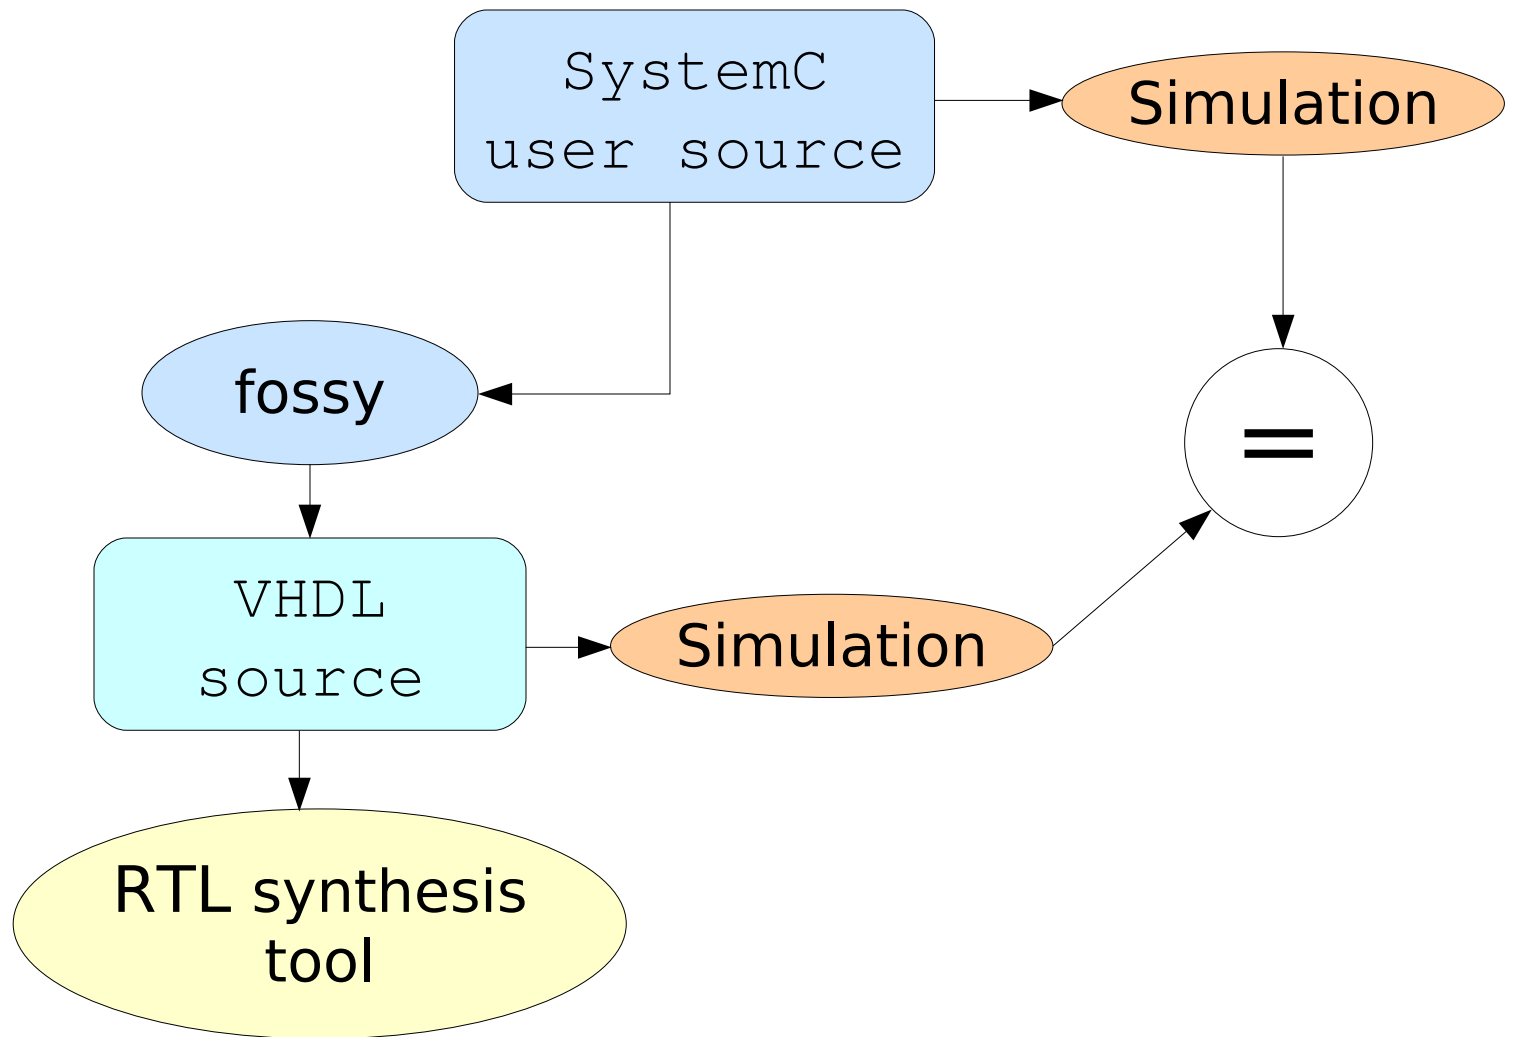 SystemC
user source
Simulation
fossy
=
VHDL
source
Simulation
RTL synthesis
tool